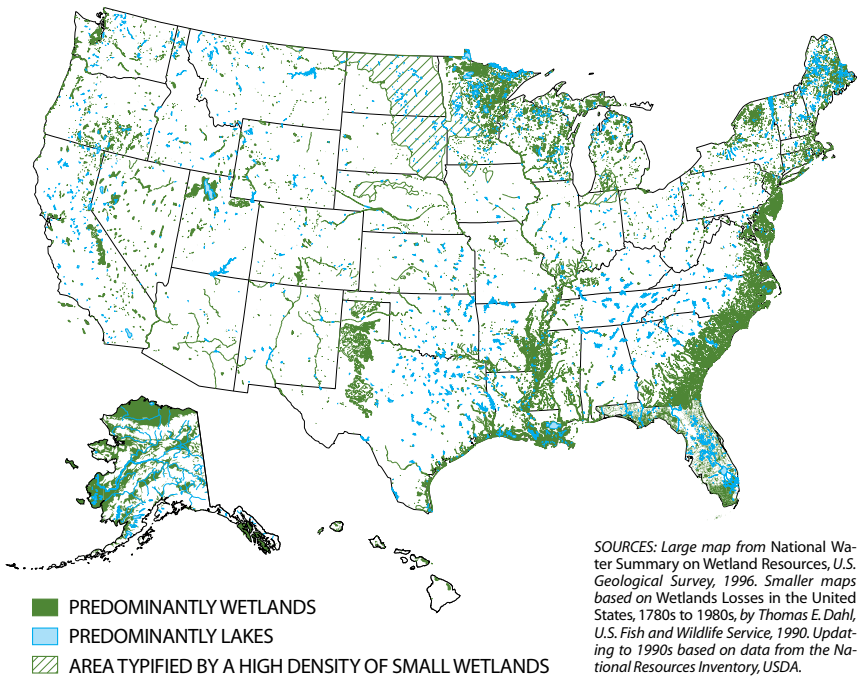 SOURCES: Large map from National Wa-
ter Summary on Wetland Resources, U.S.
Geological Survey, 1996. Smaller maps
based on Wetlands Losses in the United
States, 1780s to 1980s, by Thomas E. Dahl,
U.S. Fish and Wildlife Service, 1990. Updat-
ing to 1990s based on data from the Na-
tional Resources Inventory, USDA.
PREDOMINANTLY WETLANDS
PREDOMINANTLY LAKES
AREA TYPIFIED BY A HIGH DENSITY OF SMALL WETLANDS